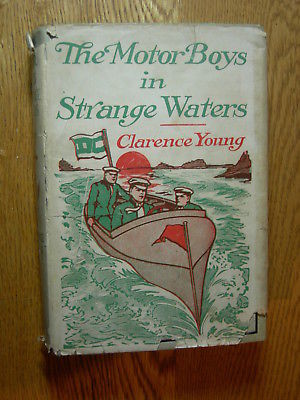 The Motor Boys
in
Strange Waters
Clarence Young